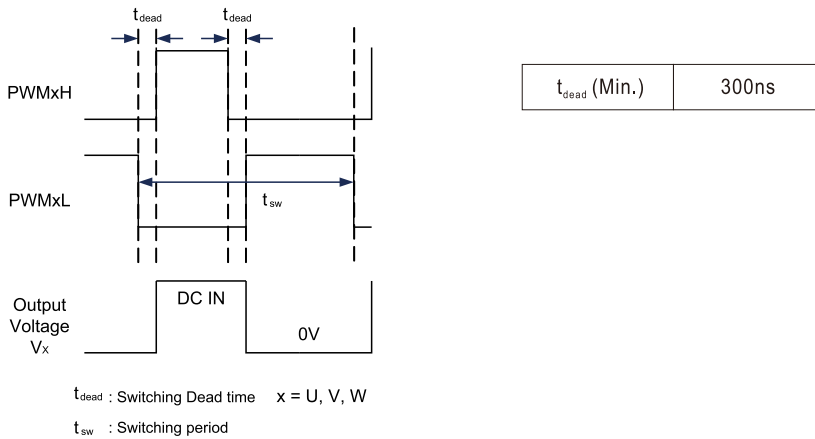 tdead tdead
PWMxH
tdead (Min.) 300ns
PWMxL
tsw
Output
Voltage
Vx
DC IN
0V
tdead : Switching Dead time x = U, V, W
tsw : Switching period